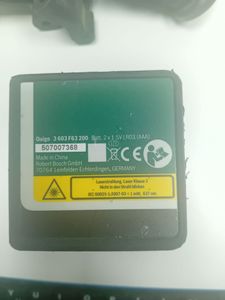 Quigo 3 603 F63 200 Batt. 2 x 1.5V LR03 (AAA)
507007368
Made in China
Robert Bosch GmbH
70764 Leinfelden-Echterdingen, GERMANY
Laserstrahlung, Laser Klasse 2
Nicht in den Strahl blicken
IEC 60825-1:2007-03 < 1 mW, 635 nm